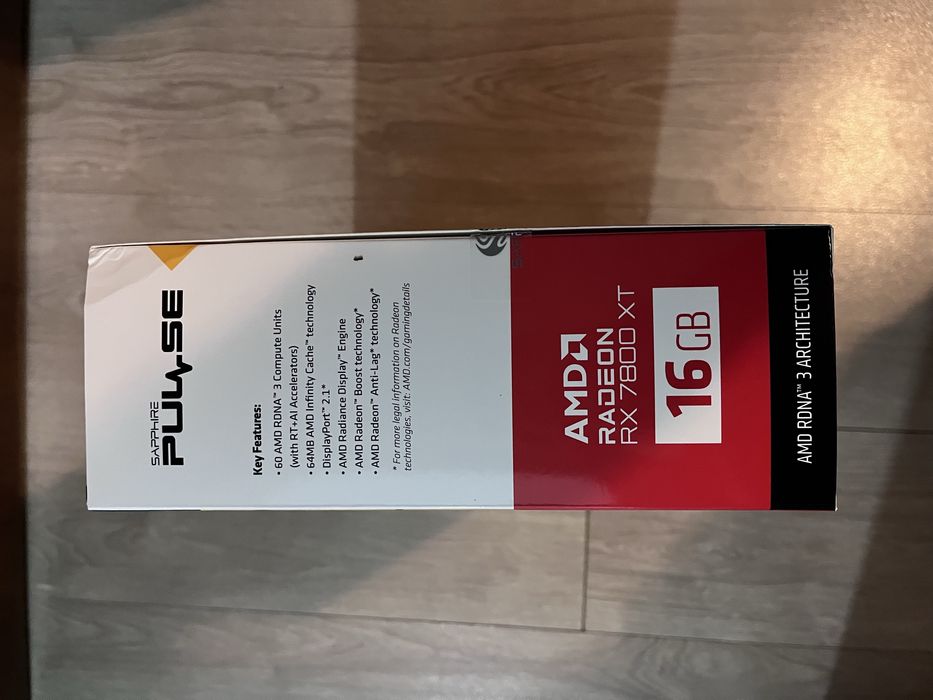 SAPPHIRE
PULSE
Key Features:
• 60 AMD RDNA™ 3 Compute Units
(with RT+AI Accelerators)
• 64MB AMD Infinity Cache™ technology
• DisplayPort™ 2.1*
• AMD Radiance Display™ Engine
• AMD Radeon™ Boost technology*
• AMD Radeon™ Anti-Lag* technology*
* For more legal information on Radeon
technologies, visit: AMD.com/gamingdetails
AMD
RADEON
RX 7800 XT
16 GB
AMD RDNA™ 3 ARCHITECTURE